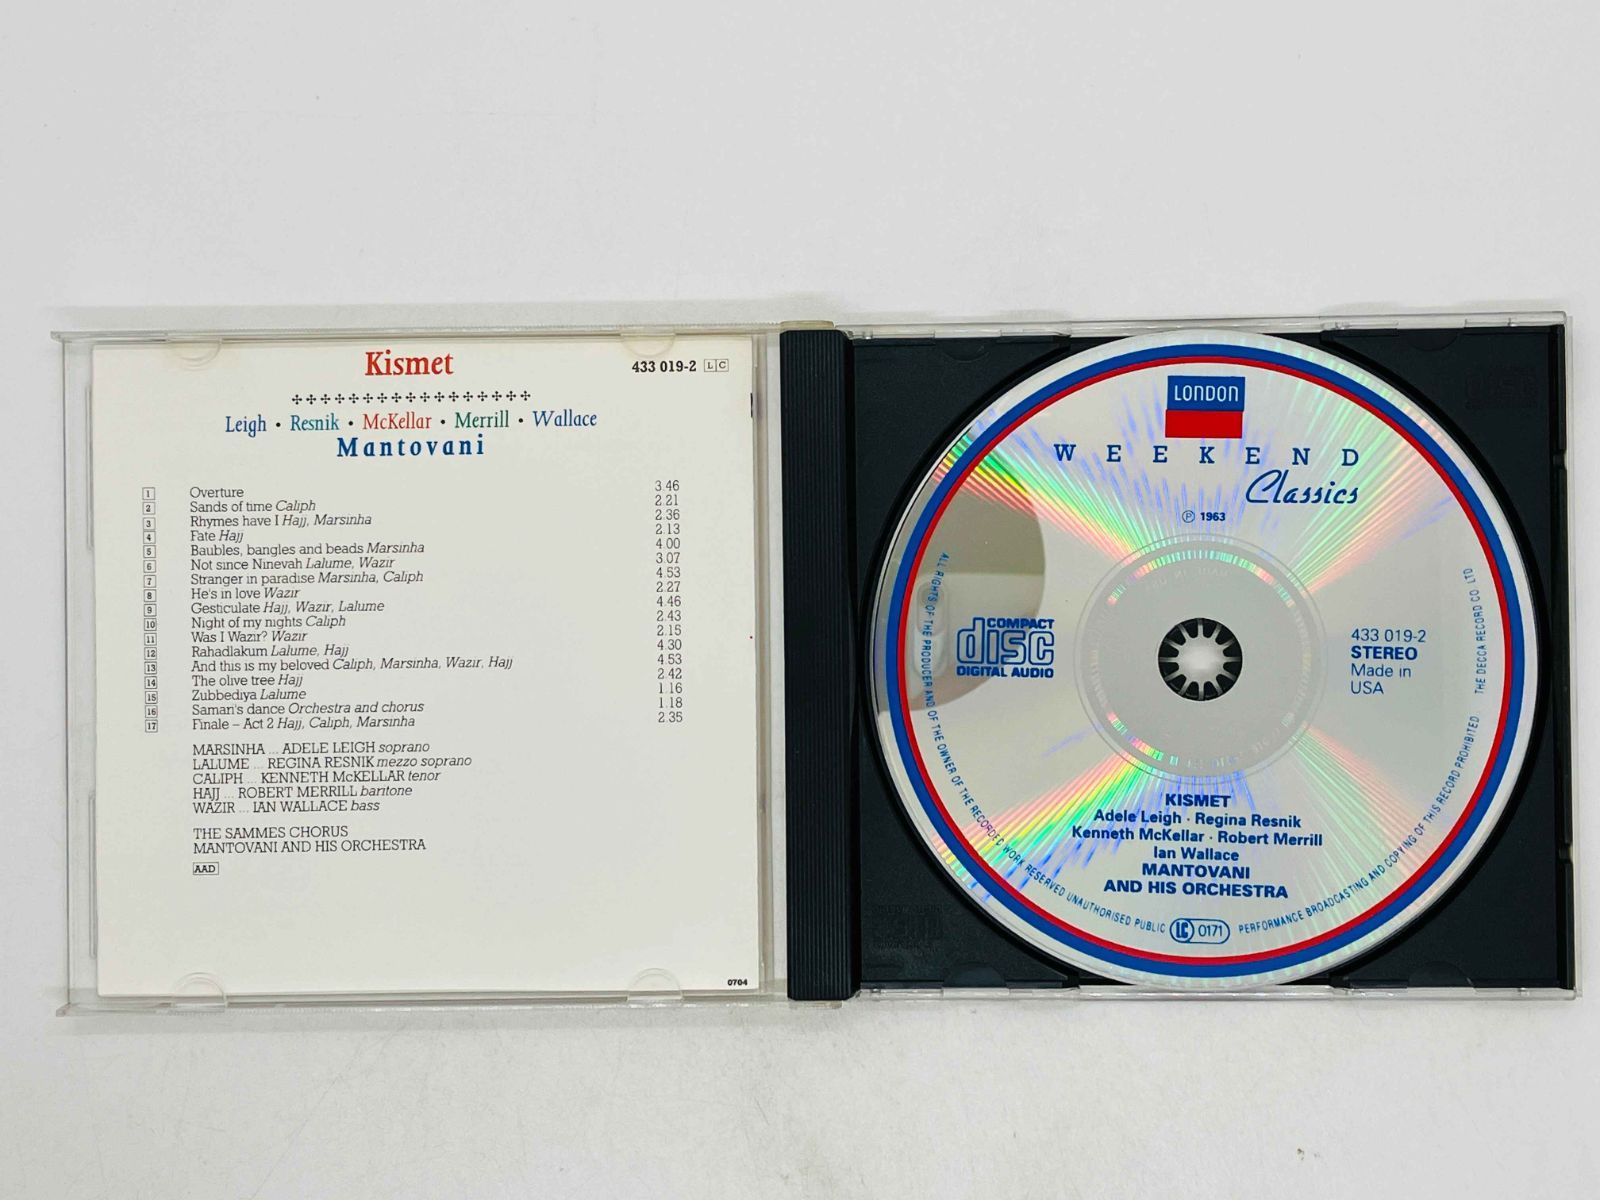 Kismet
433 019-2 LC
Leigh • Resnik • McKellar • Merrill • Wallace
Mantovani
1 Overture 3.46
2 Sands of time Caliph 2.21
3 Rhymes have I Hajj, Marsinha 2.36
4 Fate Hajj 2.13
5 Baubles, bangles and beads Marsinha 4.00
6 Not since Ninevah Lalume, Wazir 3.07
7 Stranger in paradise Marsinha, Caliph 4.53
8 He's in love Wazir 2.27
9 Gesticulate Hajj, Wazir, Lalume 4.46
10 Night of my nights Caliph 2.43
11 Was I Wazir? Wazir 2.15
12 Rahadlakum Lalume, Hajj 4.30
13 And this is my beloved Caliph, Marsinha, Wazir, Hajj 4.53
14 The olive tree Hajj 2.42
15 Zubbediya Lalume 1.16
16 Samari's dance Orchestra and chorus 1.18
17 Finale – Act 2 Hajj, Caliph, Marsinha 2.35
MARSINHA ... ADELE LEIGH soprano
LALUME ... REGINA RESNIK mezzo soprano
CALIPH ... KENNETH McKELLAR tenor
HAJJ ... ROBERT MERRILL baritone
WAZIR ... IAN WALLACE bass
THE SAMMES CHORUS
MANTOVANI AND HIS ORCHESTRA
AAD
0704
LONDON
WEEKEND
Classics
℗ 1963
COMPACT
disc
DIGITAL AUDIO
433 019-2
STEREO
Made in
USA
KISMET
Adele Leigh · Regina Resnik
Kenneth McKellar · Robert Merrill
Ian Wallace
MANTOVANI
AND HIS ORCHESTRA
ALL RIGHTS OF THE PRODUCER AND OF THE OWNER OF THE RECORDED WORK RESERVED UNAUTHORISED PUBLIC LC 0171 PERFORMANCE BROADCASTING AND COPYING OF THIS RECORD PROHIBITED · THE DECCA RECORD CO. LTD